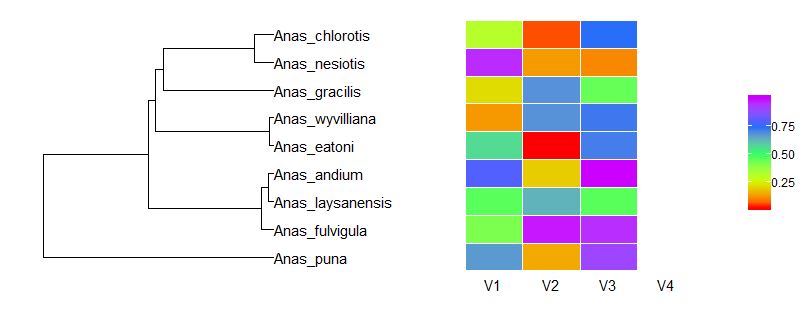 Anas_chlorotis
Anas_nesiotis
Anas_gracilis
Anas_wyvilliana
Anas_eatoni
Anas_andium
Anas_laysanensis
Anas_fulvigula
Anas_puna
V1 V2 V3 V4
0.75
0.50
0.25